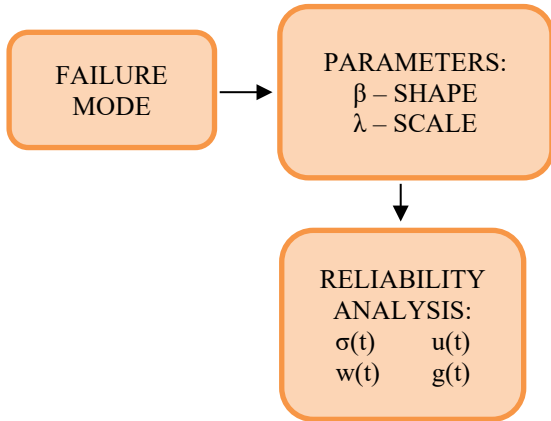 FAILURE
MODE
PARAMETERS:
β – SHAPE
λ – SCALE
RELIABILITY
ANALYSIS:
σ(t) u(t)
w(t) g(t)